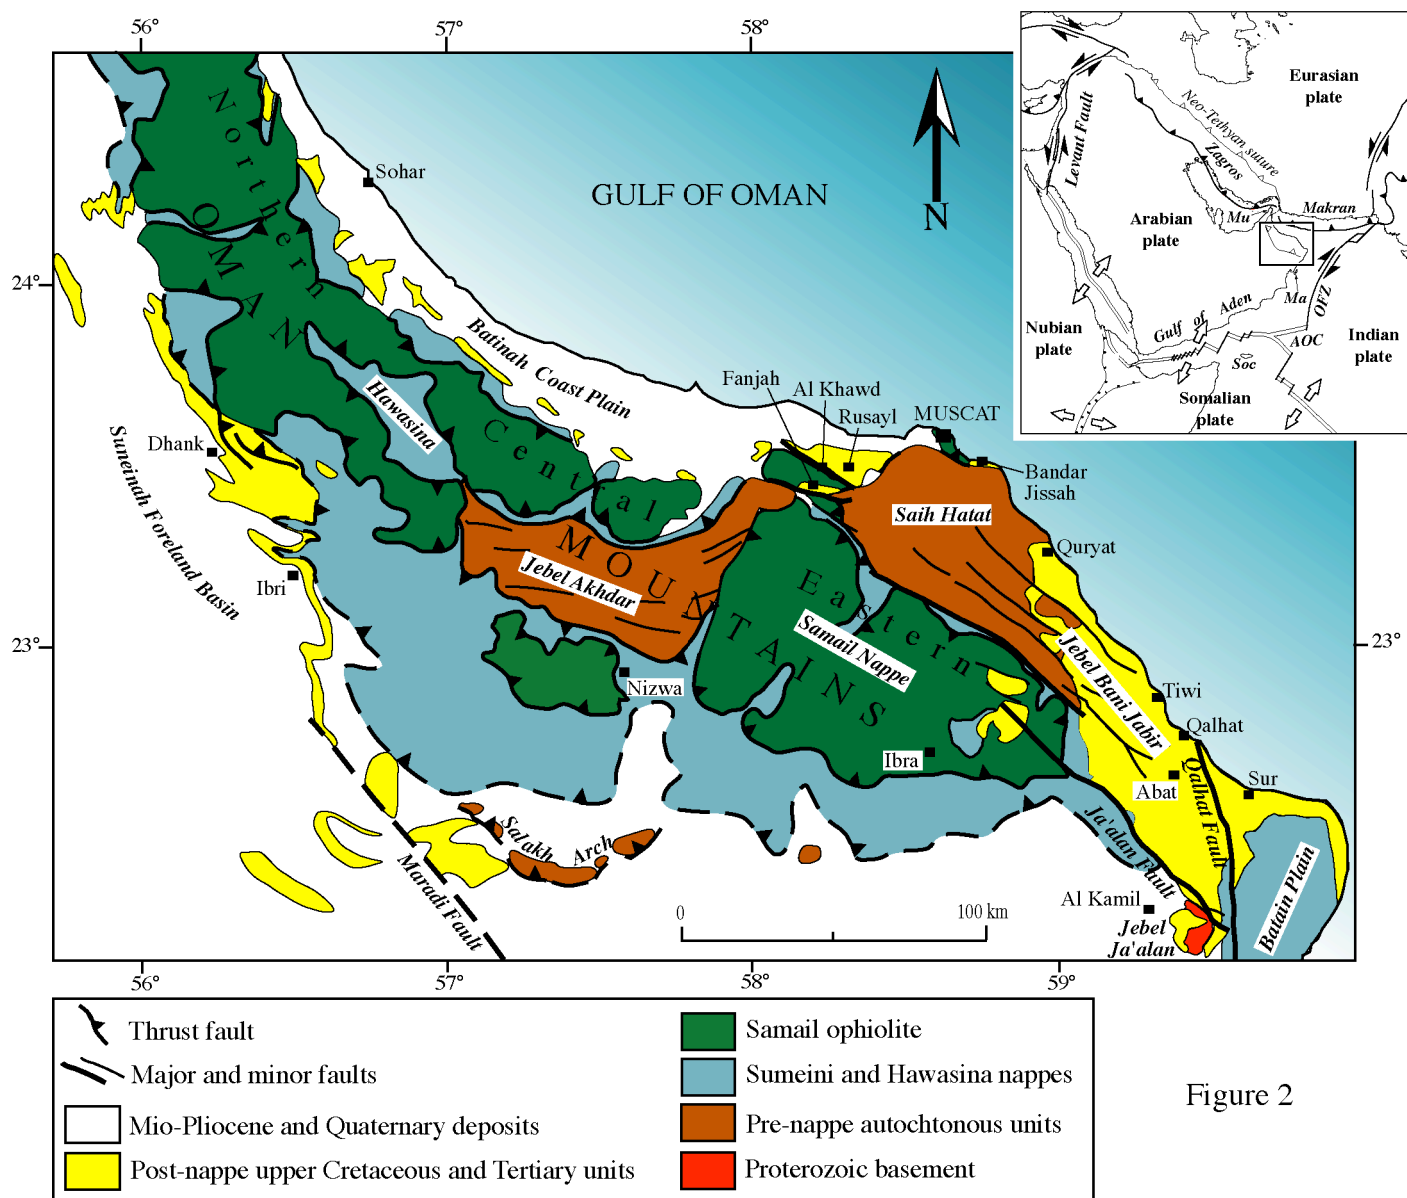 56°
57°
58°
Eurasian
plate
Neo-Tethyan suture
Levant Fault
Zagros
Arabian
plate
Mu
Makran
Ma
OFZ
Gulf of Aden
Nubian
plate
AOC
Indian
plate
Soc
Somalian
plate
Northern
Sohar
GULF OF OMAN
N
24°
24°
OMAN
Batinah Coast Plain
Fanjah
Al Khawd
Rusayl
MUSCAT
Hawasina
Central
Dhank
Bandar
Jissah
Suneinah Foreland Basin
Saih Hatat
Quryat
MOUNTAINS
Jebel Akhdar
Ibri
Eastern
Samail Nappe
23°
23°
Jebel Bani Jabir
Nizwa
Tiwi
Qalhat
Ibra
Abat
Qalhat Fault
Sur
Salakh Arch
Ja'alan Fault
Maradi Fault
Al Kamil
Jebel
Ja'alan
Batain Plain
0
100 km
56°
57°
58°
59°
Thrust fault
Major and minor faults
Mio-Pliocene and Quaternary deposits
Post-nappe upper Cretaceous and Tertiary units
Samail ophiolite
Sumeini and Hawasina nappes
Pre-nappe autochtonous units
Proterozoic basement
Figure 2